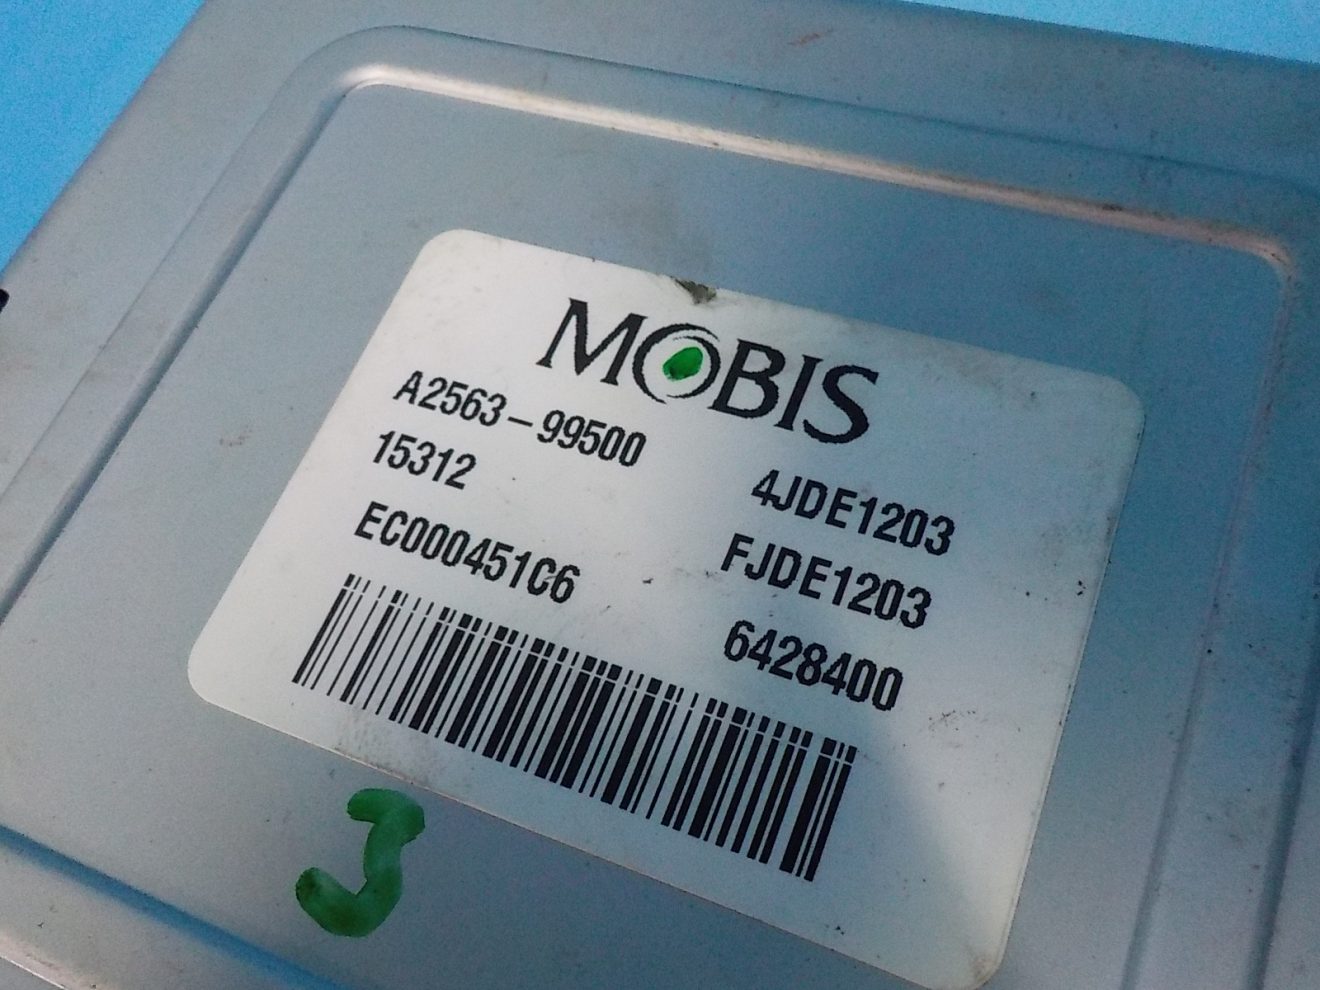 MOBIS
A2563-99500
15312
EC000451C6
4JDE1203
FJDE1203
6428400
J